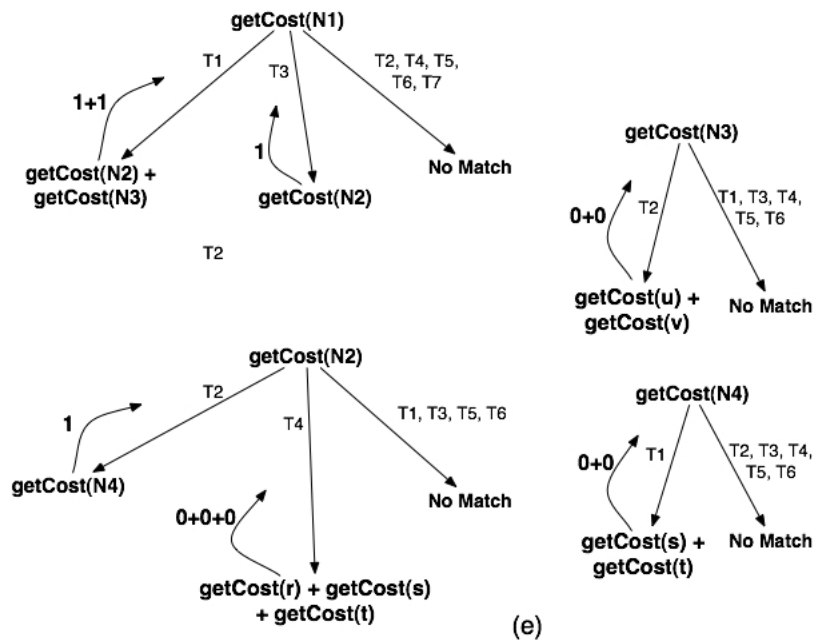 getCost(N1)
T1
T3
T2, T4, T5,
T6, T7
1+1
1
getCost(N2) +
getCost(N3)
getCost(N2)
No Match
T2
getCost(N3)
0+0
T2
T1, T3, T4,
T5, T6
getCost(u) +
getCost(v)
No Match
getCost(N2)
T2
1
T4
T1, T3, T5, T6
getCost(N4)
0+0+0
No Match
getCost(r) + getCost(s)
+ getCost(t)
getCost(N4)
0+0
T1
T2, T3, T4,
T5, T6
getCost(s) +
getCost(t)
No Match
(e)